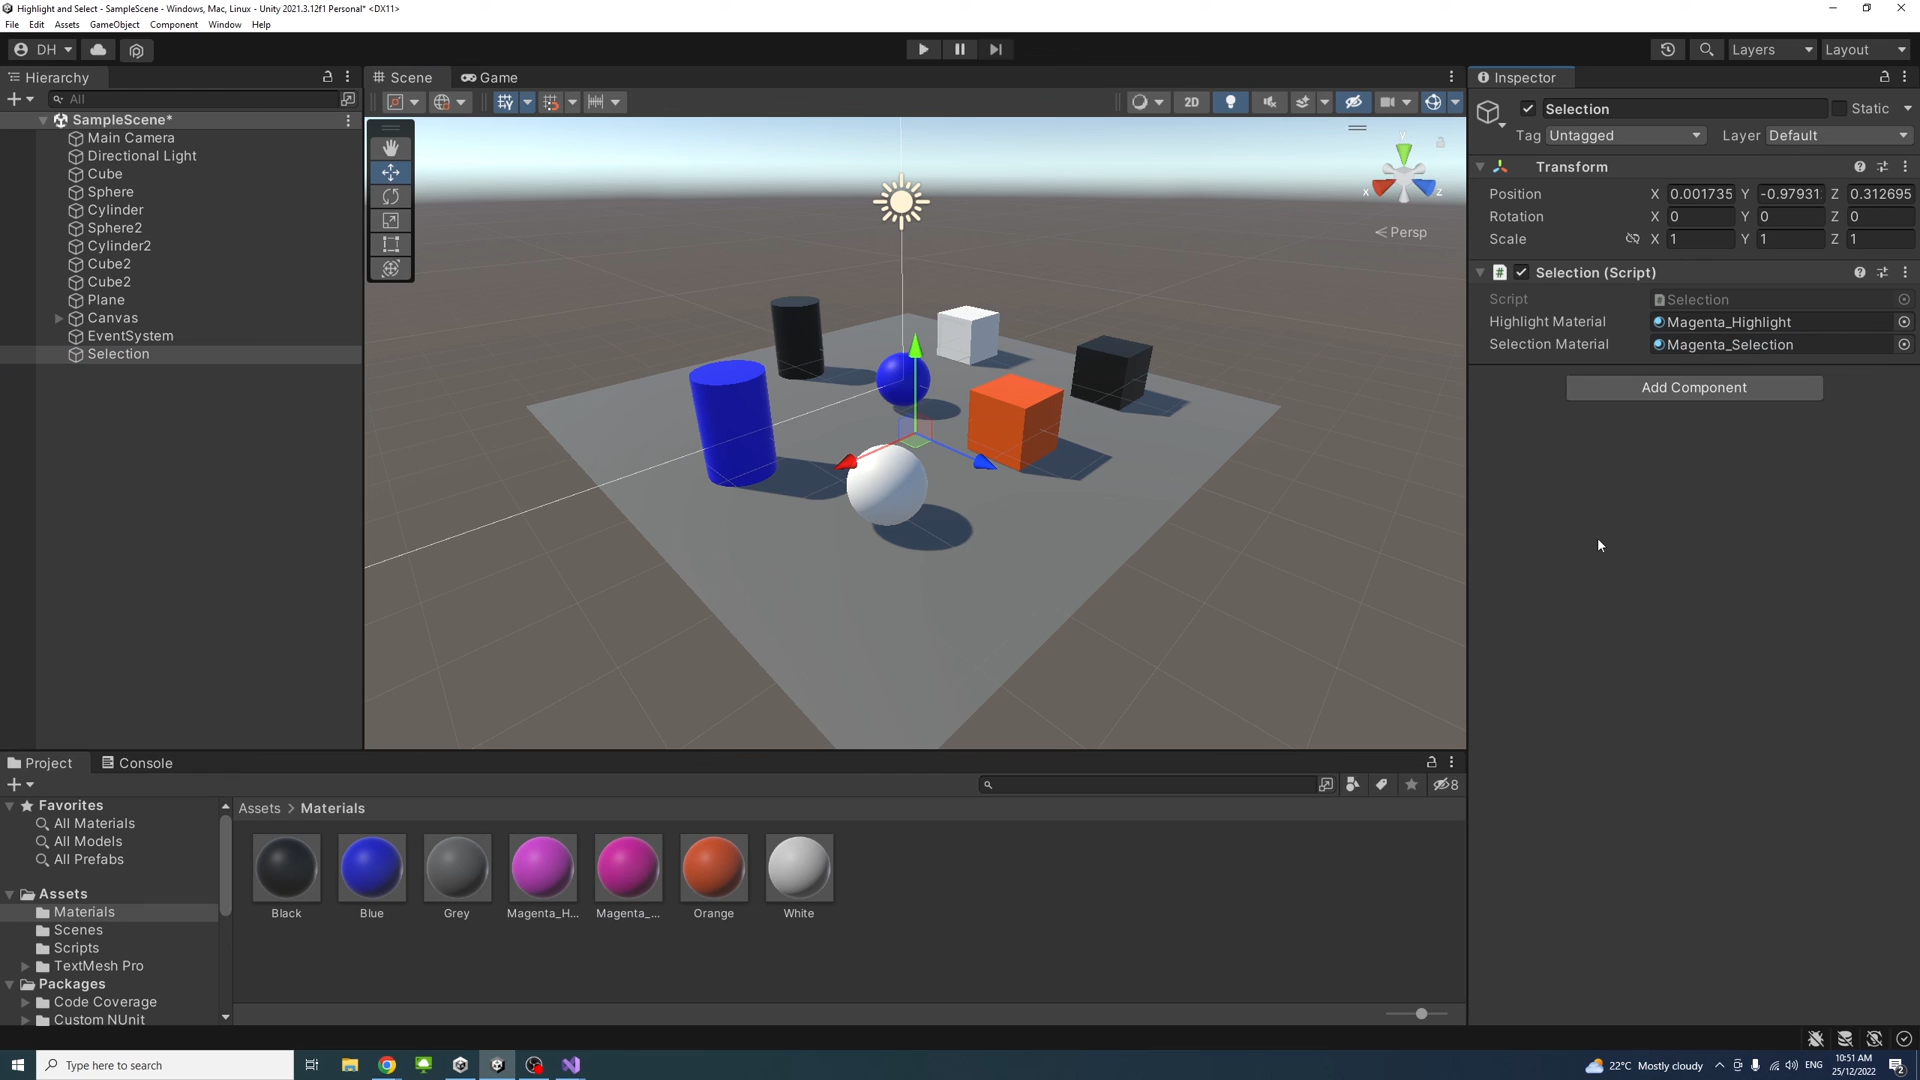 Highlight and Select - SampleScene - Windows, Mac, Linux - Unity 2021.3.12f1 Personal* <DX11>
File Edit Assets GameObject Component Window Help
DH
Layers
Layout
Hierarchy
All
SampleScene*
Main Camera
Directional Light
Cube
Sphere
Cylinder
Sphere2
Cylinder2
Cube2
Cube2
Plane
Canvas
EventSystem
Selection
Scene Game
2D
y
x
z
< Persp
Inspector
Selection
Static
Tag Untagged Layer Default
Transform
Position X 0.001735 Y -0.97931 Z 0.312695
Rotation X 0 Y 0 Z 0
Scale X 1 Y 1 Z 1
# Selection (Script)
Script Selection
Highlight Material Magenta_Highlight
Selection Material Magenta_Selection
Add Component
Project Console
8
Favorites
All Materials
All Models
All Prefabs
Assets
Materials
Scenes
Scripts
TextMesh Pro
Packages
Code Coverage
Custom NUnit
Assets > Materials
Black Blue Grey Magenta_H... Magenta_... Orange White
Type here to search
22°C Mostly cloudy
ENG
10:51 AM
25/12/2022
2